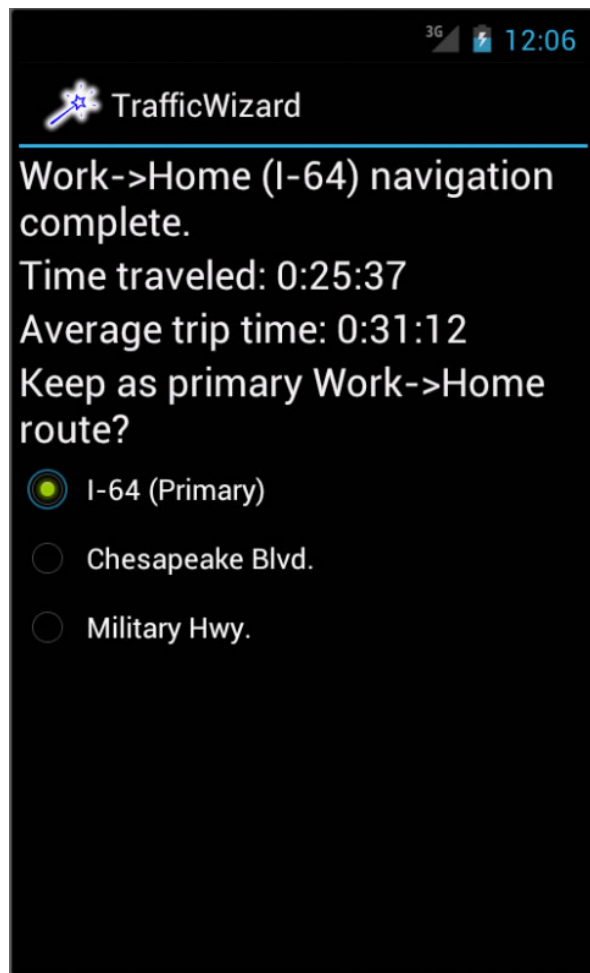 3G 12:06
TrafficWizard
Work->Home (I-64) navigation
complete.
Time traveled: 0:25:37
Average trip time: 0:31:12
Keep as primary Work->Home
route?
I-64 (Primary)
Chesapeake Blvd.
Military Hwy.